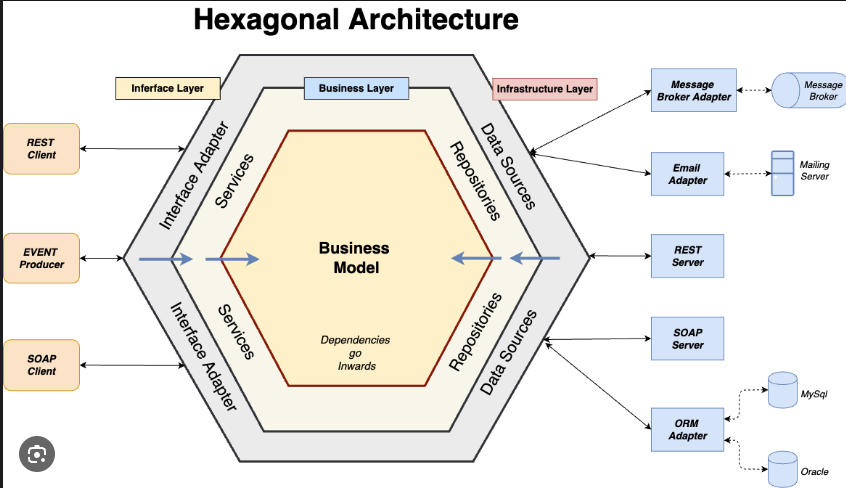 Hexagonal Architecture
Inferface Layer
Business Layer
Infrastructure Layer
Message
Broker Adapter
Message
Broker
REST
Client
Interface Adapter
Services
Repositories
Data Sources
Email
Adapter
Mailing
Server
EVENT
Producer
Business
Model
REST
Server
SOAP
Client
Interface Adapter
Services
Dependencies
go
Inwards
Repositories
Data Sources
SOAP
Server
ORM
Adapter
MySql
Oracle